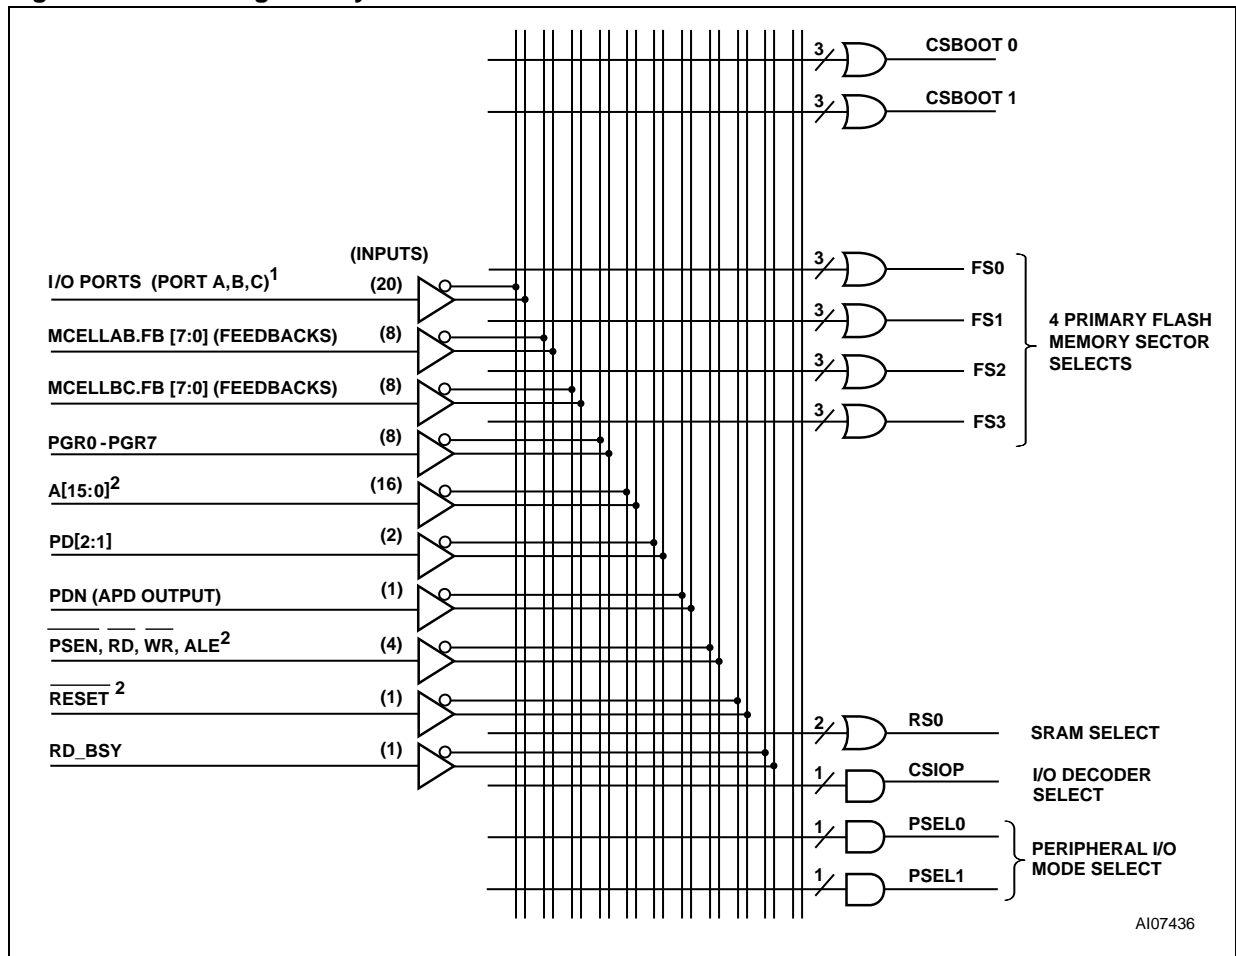 3 CSBOOT 0
3 CSBOOT 1
(INPUTS)
I/O PORTS (PORT A,B,C)1 (20)
MCELLAB.FB [7:0] (FEEDBACKS) (8)
MCELLBC.FB [7:0] (FEEDBACKS) (8)
PGR0 -PGR7 (8)
A[15:0]2 (16)
PD[2:1] (2)
PDN (APD OUTPUT) (1)
PSEN, RD, WR, ALE2 (4)
RESET 2 (1)
RD_BSY (1)
3 FS0
3 FS1
3 FS2
3 FS3
4 PRIMARY FLASH
MEMORY SECTOR
SELECTS
2 RS0 SRAM SELECT
1 CSIOP I/O DECODER
SELECT
1 PSEL0
1 PSEL1
PERIPHERAL I/O
MODE SELECT
AI07436